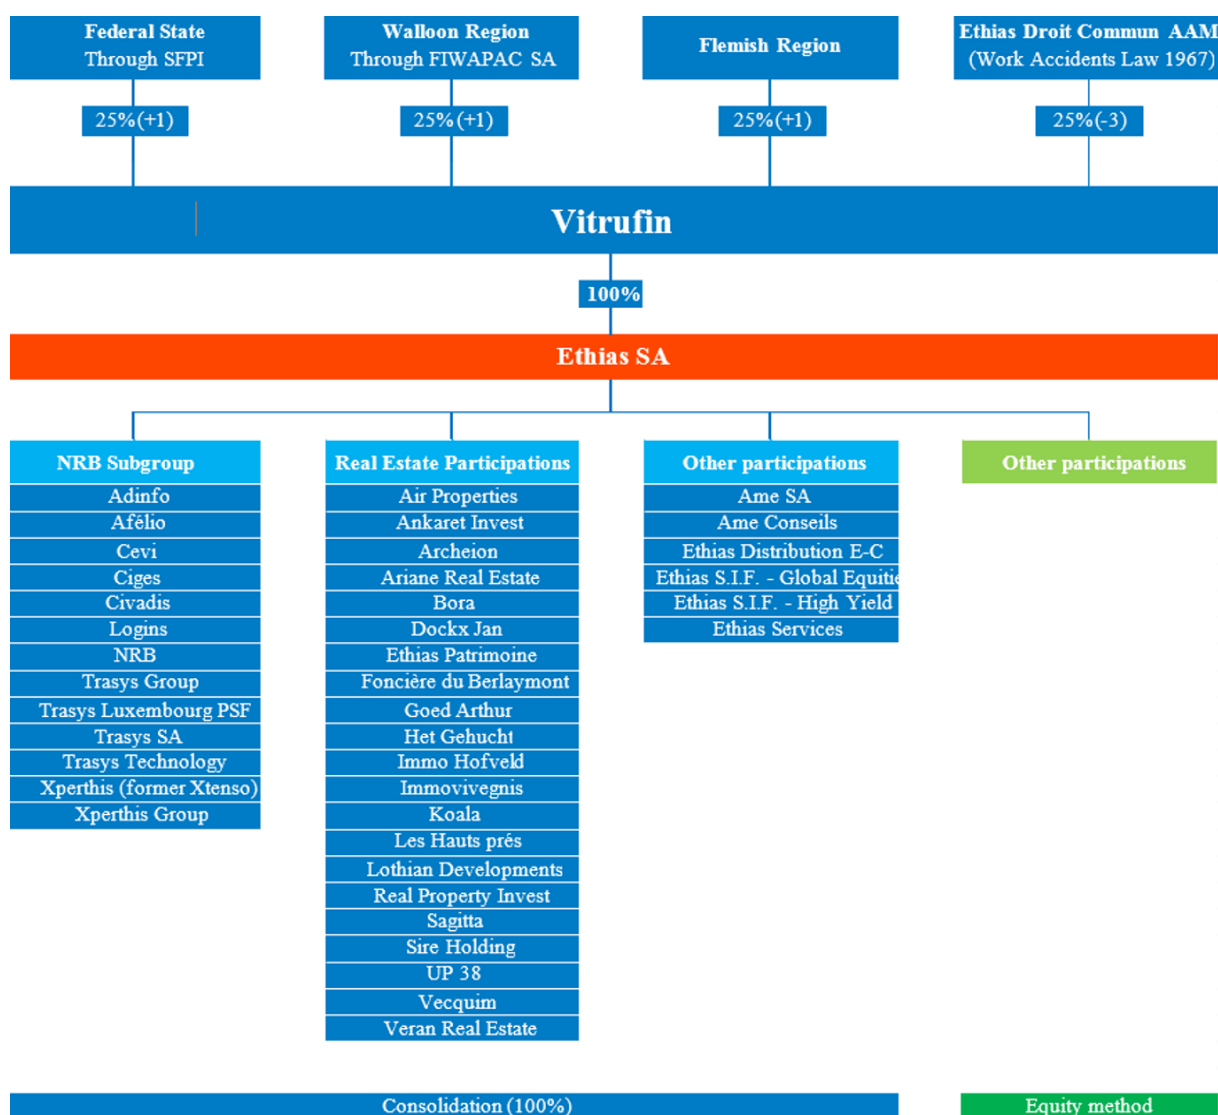 Federal State
Through SFPI
Walloon Region
Through FIWAPAC SA
Flemish Region
Ethias Droit Commun AAM
(Work Accidents Law 1967)
25%(+1)
25%(+1)
25%(+1)
25%(-3)
Vitrufin
100%
Ethias SA
NRB Subgroup
Adinfo
Afélio
Cevi
Ciges
Civadis
Logins
NRB
Trasys Group
Trasys Luxembourg PSF
Trasys SA
Trasys Technology
Xperthis (former Xtenso)
Xperthis Group
Real Estate Participations
Air Properties
Ankaret Invest
Archeion
Ariane Real Estate
Bora
Dockx Jan
Ethias Patrimoine
Foncière du Berlaymont
Goed Arthur
Het Gehucht
Immo Hofveld
Immovivegnis
Koala
Les Hauts prés
Lothian Developments
Real Property Invest
Sagitta
Sire Holding
UP 38
Vecquim
Veran Real Estate
Other participations
Ame SA
Ame Conseils
Ethias Distribution E-C
Ethias S.I.F. - Global Equitie
Ethias S.I.F. - High Yield
Ethias Services
Other participations
Consolidation (100%)
Equity method